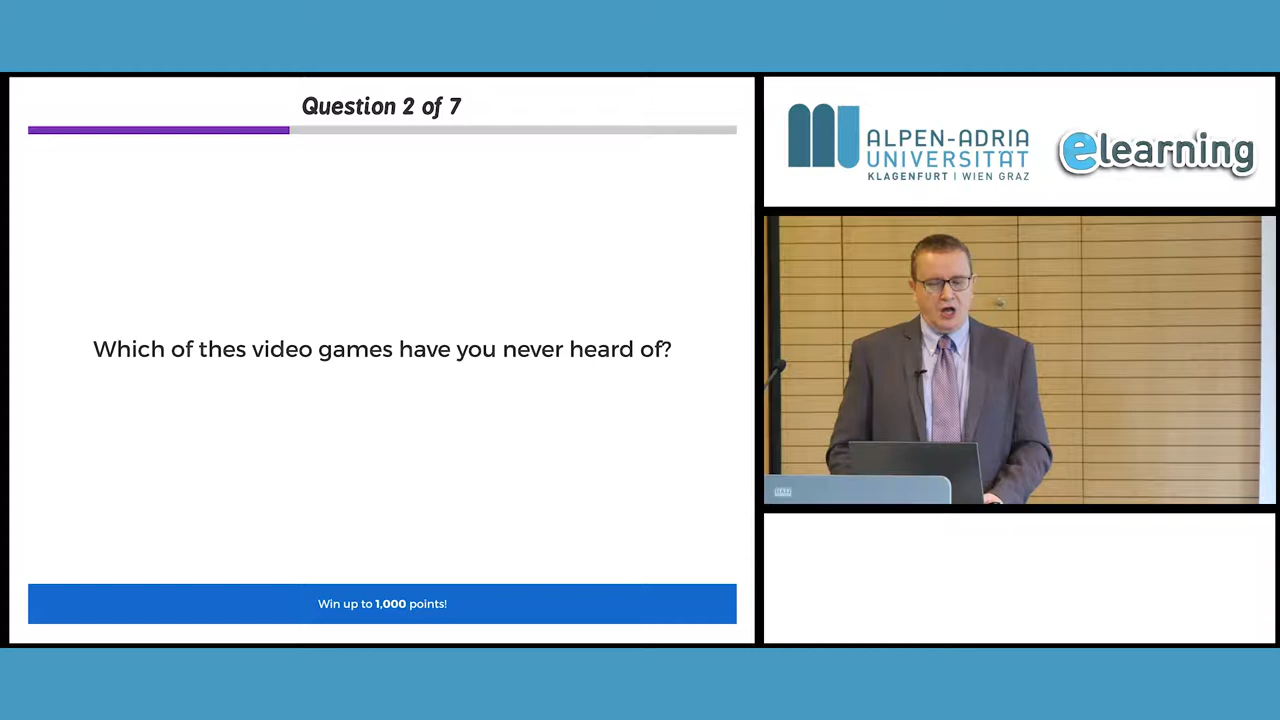 Question 2 of 7
Which of thes video games have you never heard of?
Win up to 1,000 points!
ALPEN-ADRIA
UNIVERSITÄT
KLAGENFURT | WIEN GRAZ
elearning